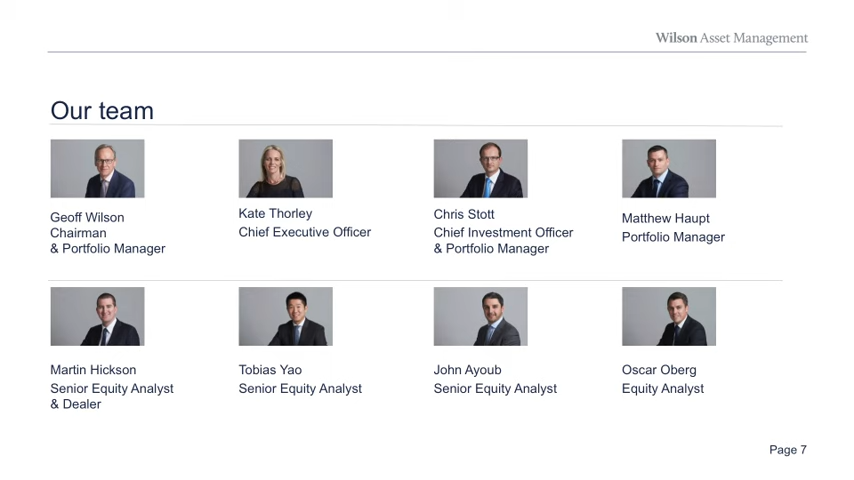 Wilson Asset Management
Our team
Geoff Wilson
Chairman
& Portfolio Manager
Kate Thorley
Chief Executive Officer
Chris Stott
Chief Investment Officer
& Portfolio Manager
Matthew Haupt
Portfolio Manager
Martin Hickson
Senior Equity Analyst
& Dealer
Tobias Yao
Senior Equity Analyst
John Ayoub
Senior Equity Analyst
Oscar Oberg
Equity Analyst
Page 7